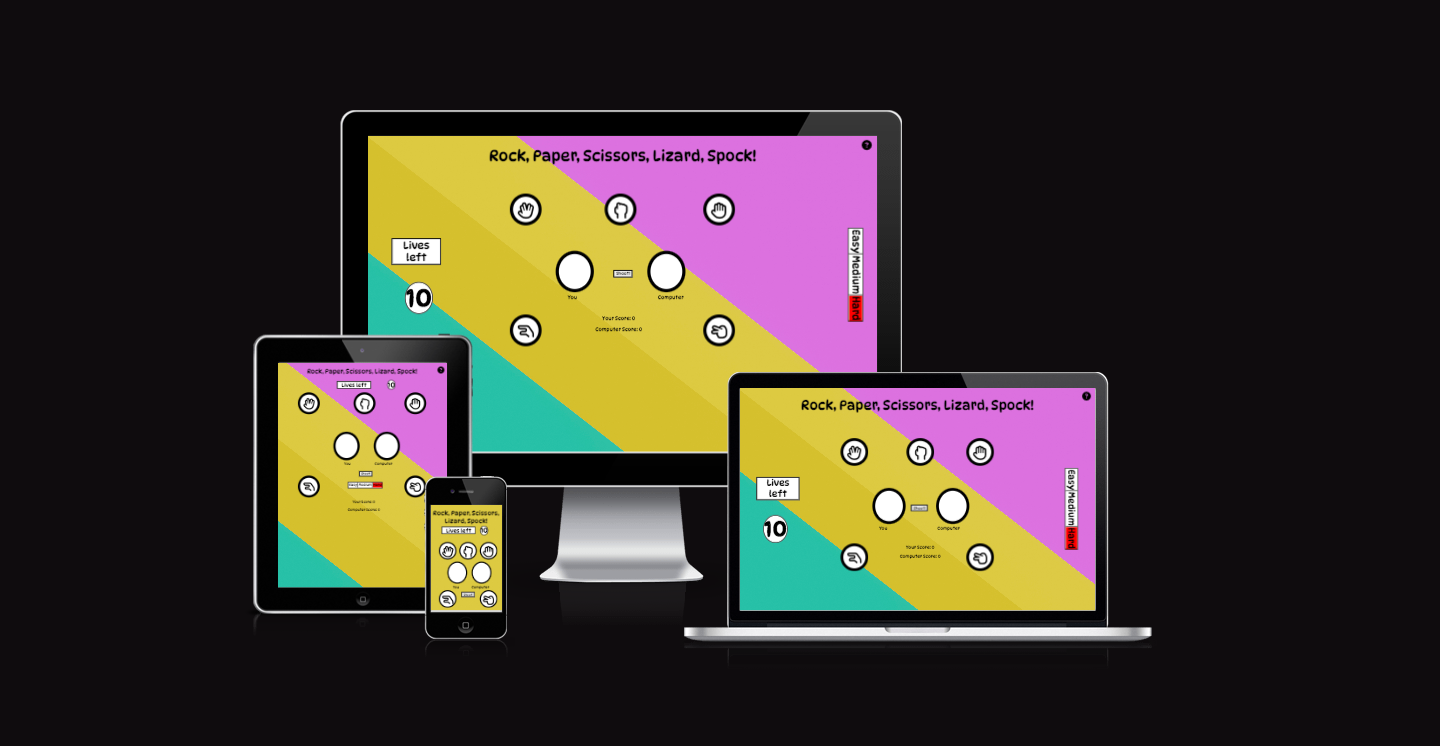 Rock, Paper, Scissors, Lizard, Spock!
?
Lives
left
10
Easy Medium Hard
Shoot!
You
Computer
Your Score: 0
Computer Score: 0
Rock, Paper, Scissors, Lizard, Spock!
?
Lives left
10
You
Computer
Shoot!
Easy Medium Hard
Your Score: 0
Computer Score: 0
Rock, Paper, Scissors,
Lizard, Spock!
Lives left
10
You
Computer
Shoot!
Rock, Paper, Scissors, Lizard, Spock!
?
Lives
left
10
Easy Medium Hard
Shoot!
You
Computer
Your Score: 0
Computer Score: 0